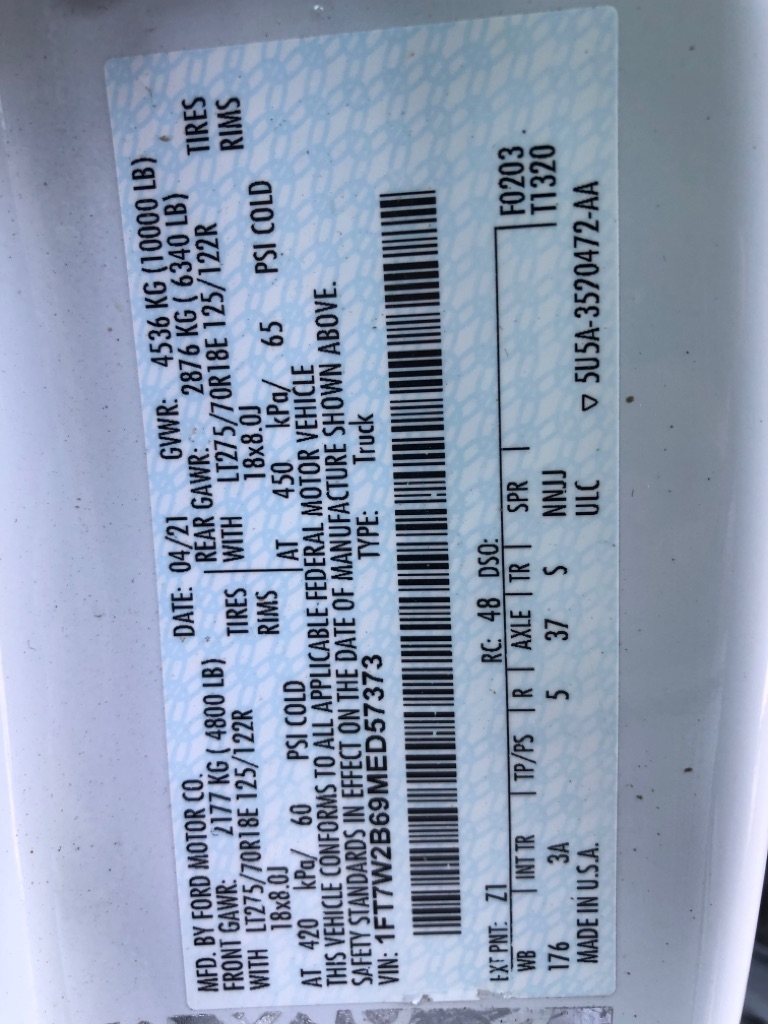 MFD. BY FORD MOTOR CO.
DATE: 04/21 GVWR: 4536 KG (10000 LB)
FRONT GAWR: 2177 KG ( 4800 LB) REAR GAWR: 2876 KG ( 6340 LB)
WITH LT275/70R18E 125/122R TIRES WITH LT275/70R18E 125/122R TIRES
18x8.0J RIMS 18x8.0J RIMS
AT 420 kPa/ 60 PSI COLD AT 450 kPa/ 65 PSI COLD
THIS VEHICLE CONFORMS TO ALL APPLICABLE FEDERAL MOTOR VEHICLE
SAFETY STANDARDS IN EFFECT ON THE DATE OF MANUFACTURE SHOWN ABOVE.
VIN: 1FT7W2B69MED57373 TYPE: Truck
EXT PNT: Z1 RC: 48 DSO: F0203
WB INT TR TP/PS R AXLE TR SPR T1320
176 3A 5 37 S NNJJ
MADE IN U.S.A. ULC ▽ 5U5A-3520472-AA